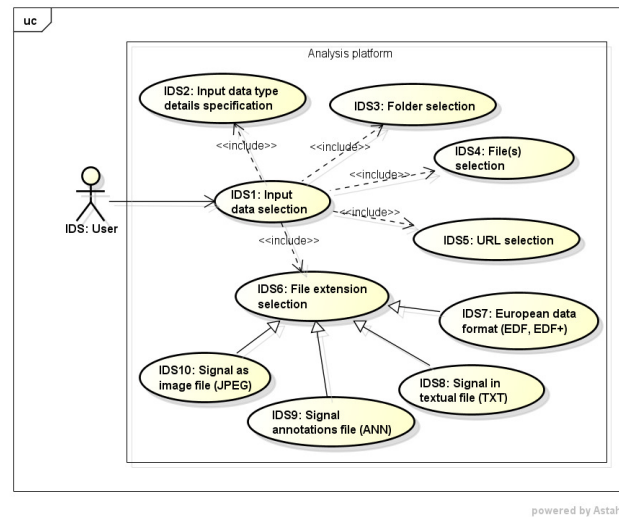 uc
Analysis platform
IDS2: Input data type
details specification
IDS3: Folder selection
<<include>>
<<include>>
IDS4: File(s)
selection
<<include>>
IDS1: Input
data selection
<<include>>
IDS: User
<<include>>
IDS5: URL selection
IDS6: File extension
selection
IDS7: European data
format (EDF, EDF+)
IDS10: Signal as
image file (JPEG)
IDS8: Signal in
textual file (TXT)
IDS9: Signal
annotations file (ANN)
powered by Astah